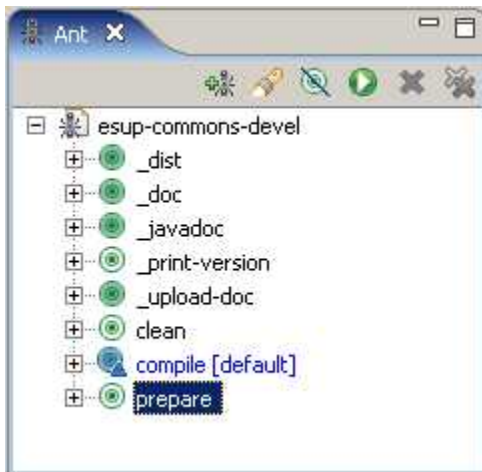 Ant
esup-commons-devel
_dist
_doc
_javadoc
_print-version
_upload-doc
clean
compile [default]
prepare